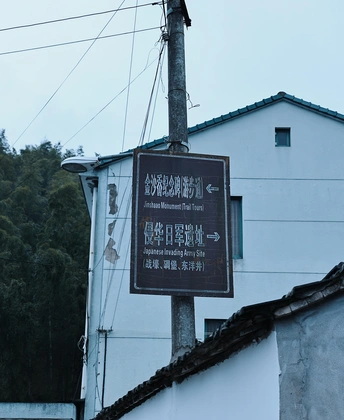 金沙香纪念碑(游步道) ←
Jinshaao Monument (Trail Tours)
侵华日军遗址 →
Japanese Invading Army Site
(战壕、碉堡、东洋井)